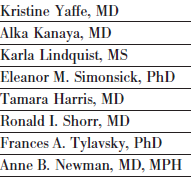 Kristine Yaffe, MD
Alka Kanaya, MD
Karla Lindquist, MS
Eleanor M. Simonsick, PhD
Tamara Harris, MD
Ronald I. Shorr, MD
Frances A. Tylavsky, PhD
Anne B. Newman, MD, MPH